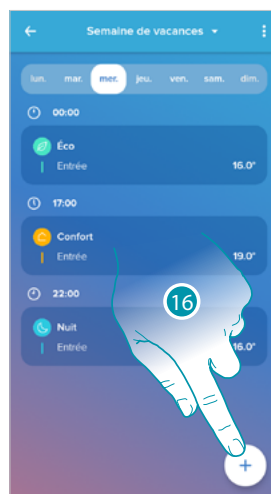 Semaine de vacances
lun. mar. mer. jeu. ven. sam. dim.
00:00
Éco
Entrée 16.0°
17:00
Confort
Entrée 19.0°
16
22:00
Nuit
Entrée 16.0°
+